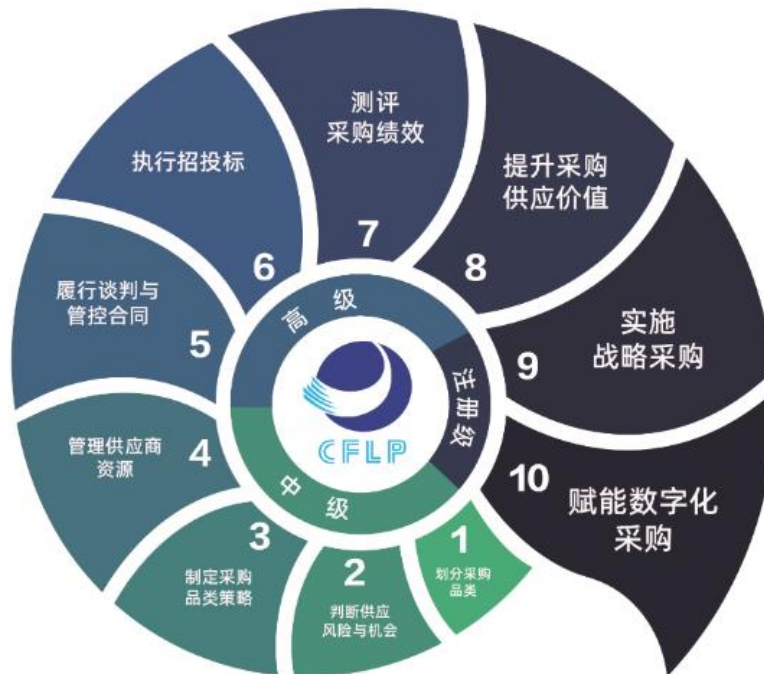 测评
采购绩效
7
提升采购
供应价值
8
执行招投标
6
实施
战略采购
9
履行谈判与
管控合同
5
高级
注册级
中级
CFLP
管理供应商
资源
4
赋能数字化
采购
10
制定采购
品类策略
3
判断供应
风险与机会
2
划分采购
品类
1